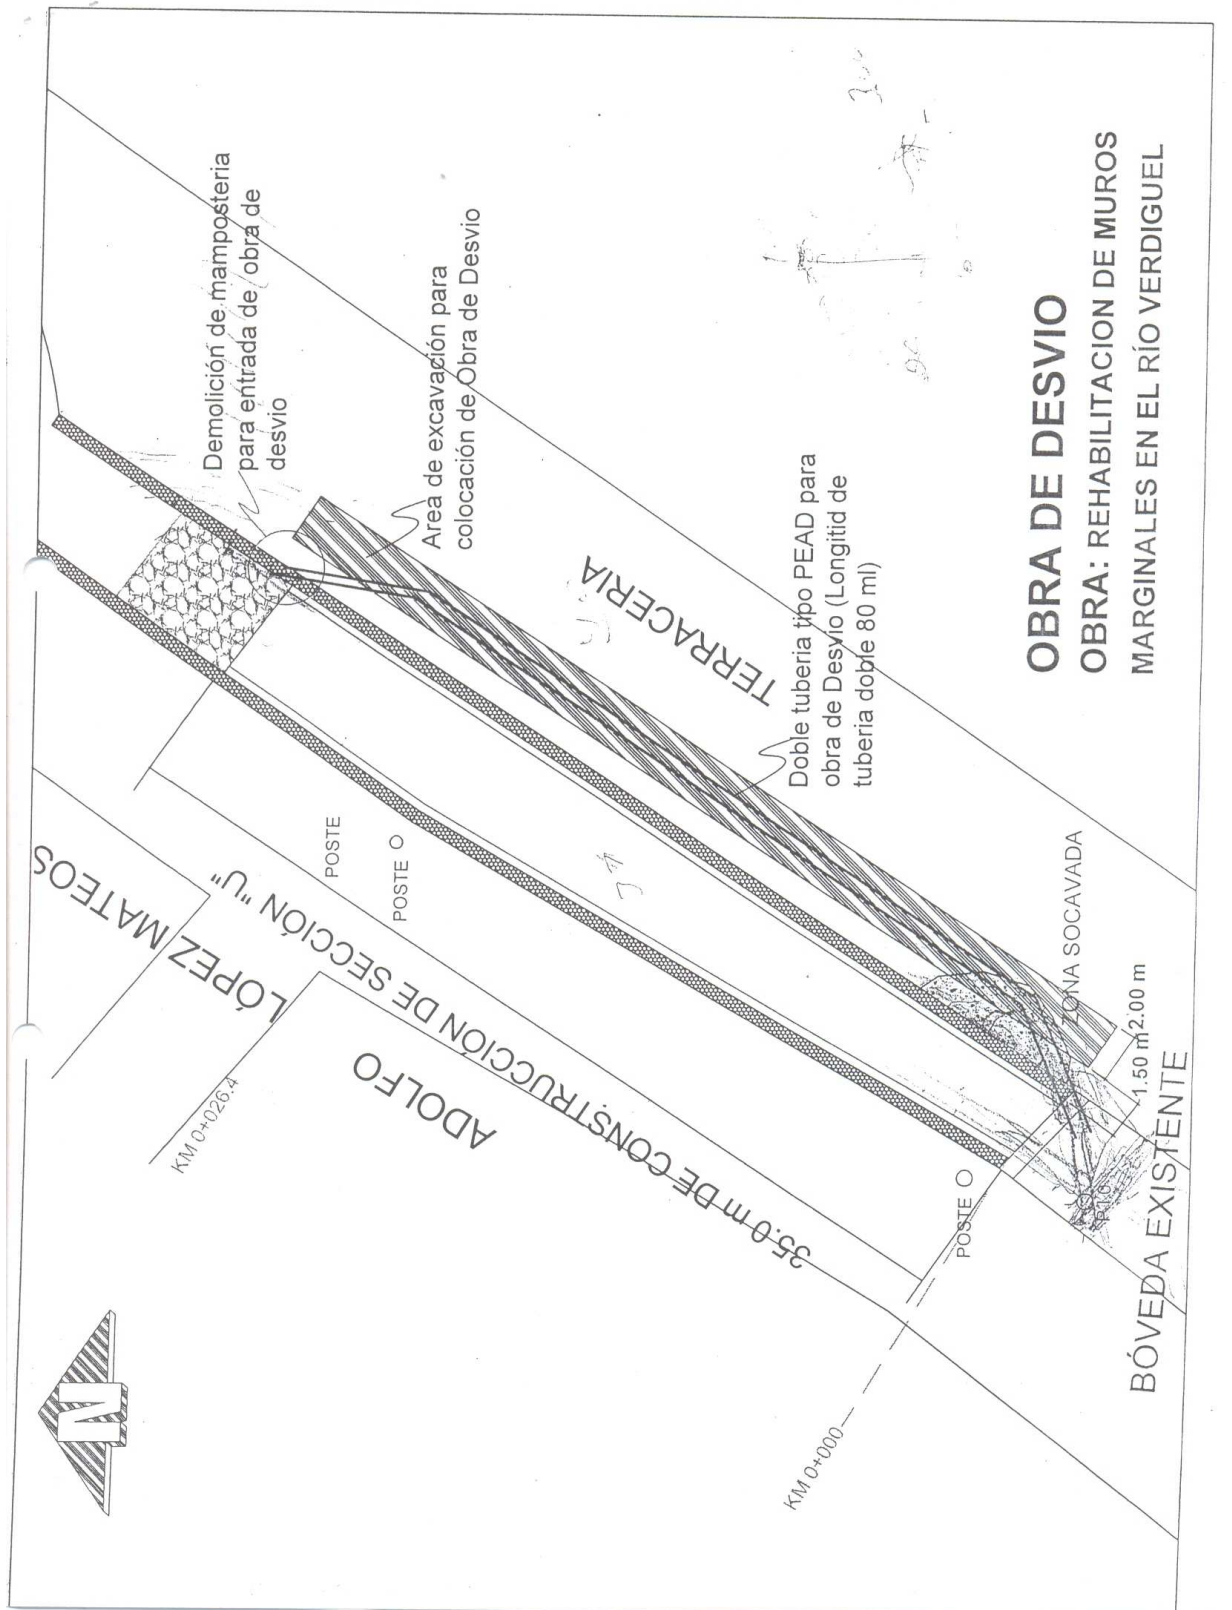 N
LÓPEZ MATEOS
ADOLFO
KM 0+026.4
35.0 m DE CONSTRUCCIÓN DE SECCIÓN "U"
POSTE
POSTE
POSTE
KM 0+000
Demolición de mamposteria
para entrada de obra de
desvio
Area de excavación para
colocación de Obra de Desvio
TERRACERIA
Doble tuberia tipo PEAD para
obra de Desvio (Longitid de
tuberia doble 80 ml)
ZONA SOCAVADA
1.50 m
2.00 m
BÓVEDA EXISTENTE
OBRA DE DESVIO
OBRA: REHABILITACION DE MUROS
MARGINALES EN EL RÍO VERDIGUEL